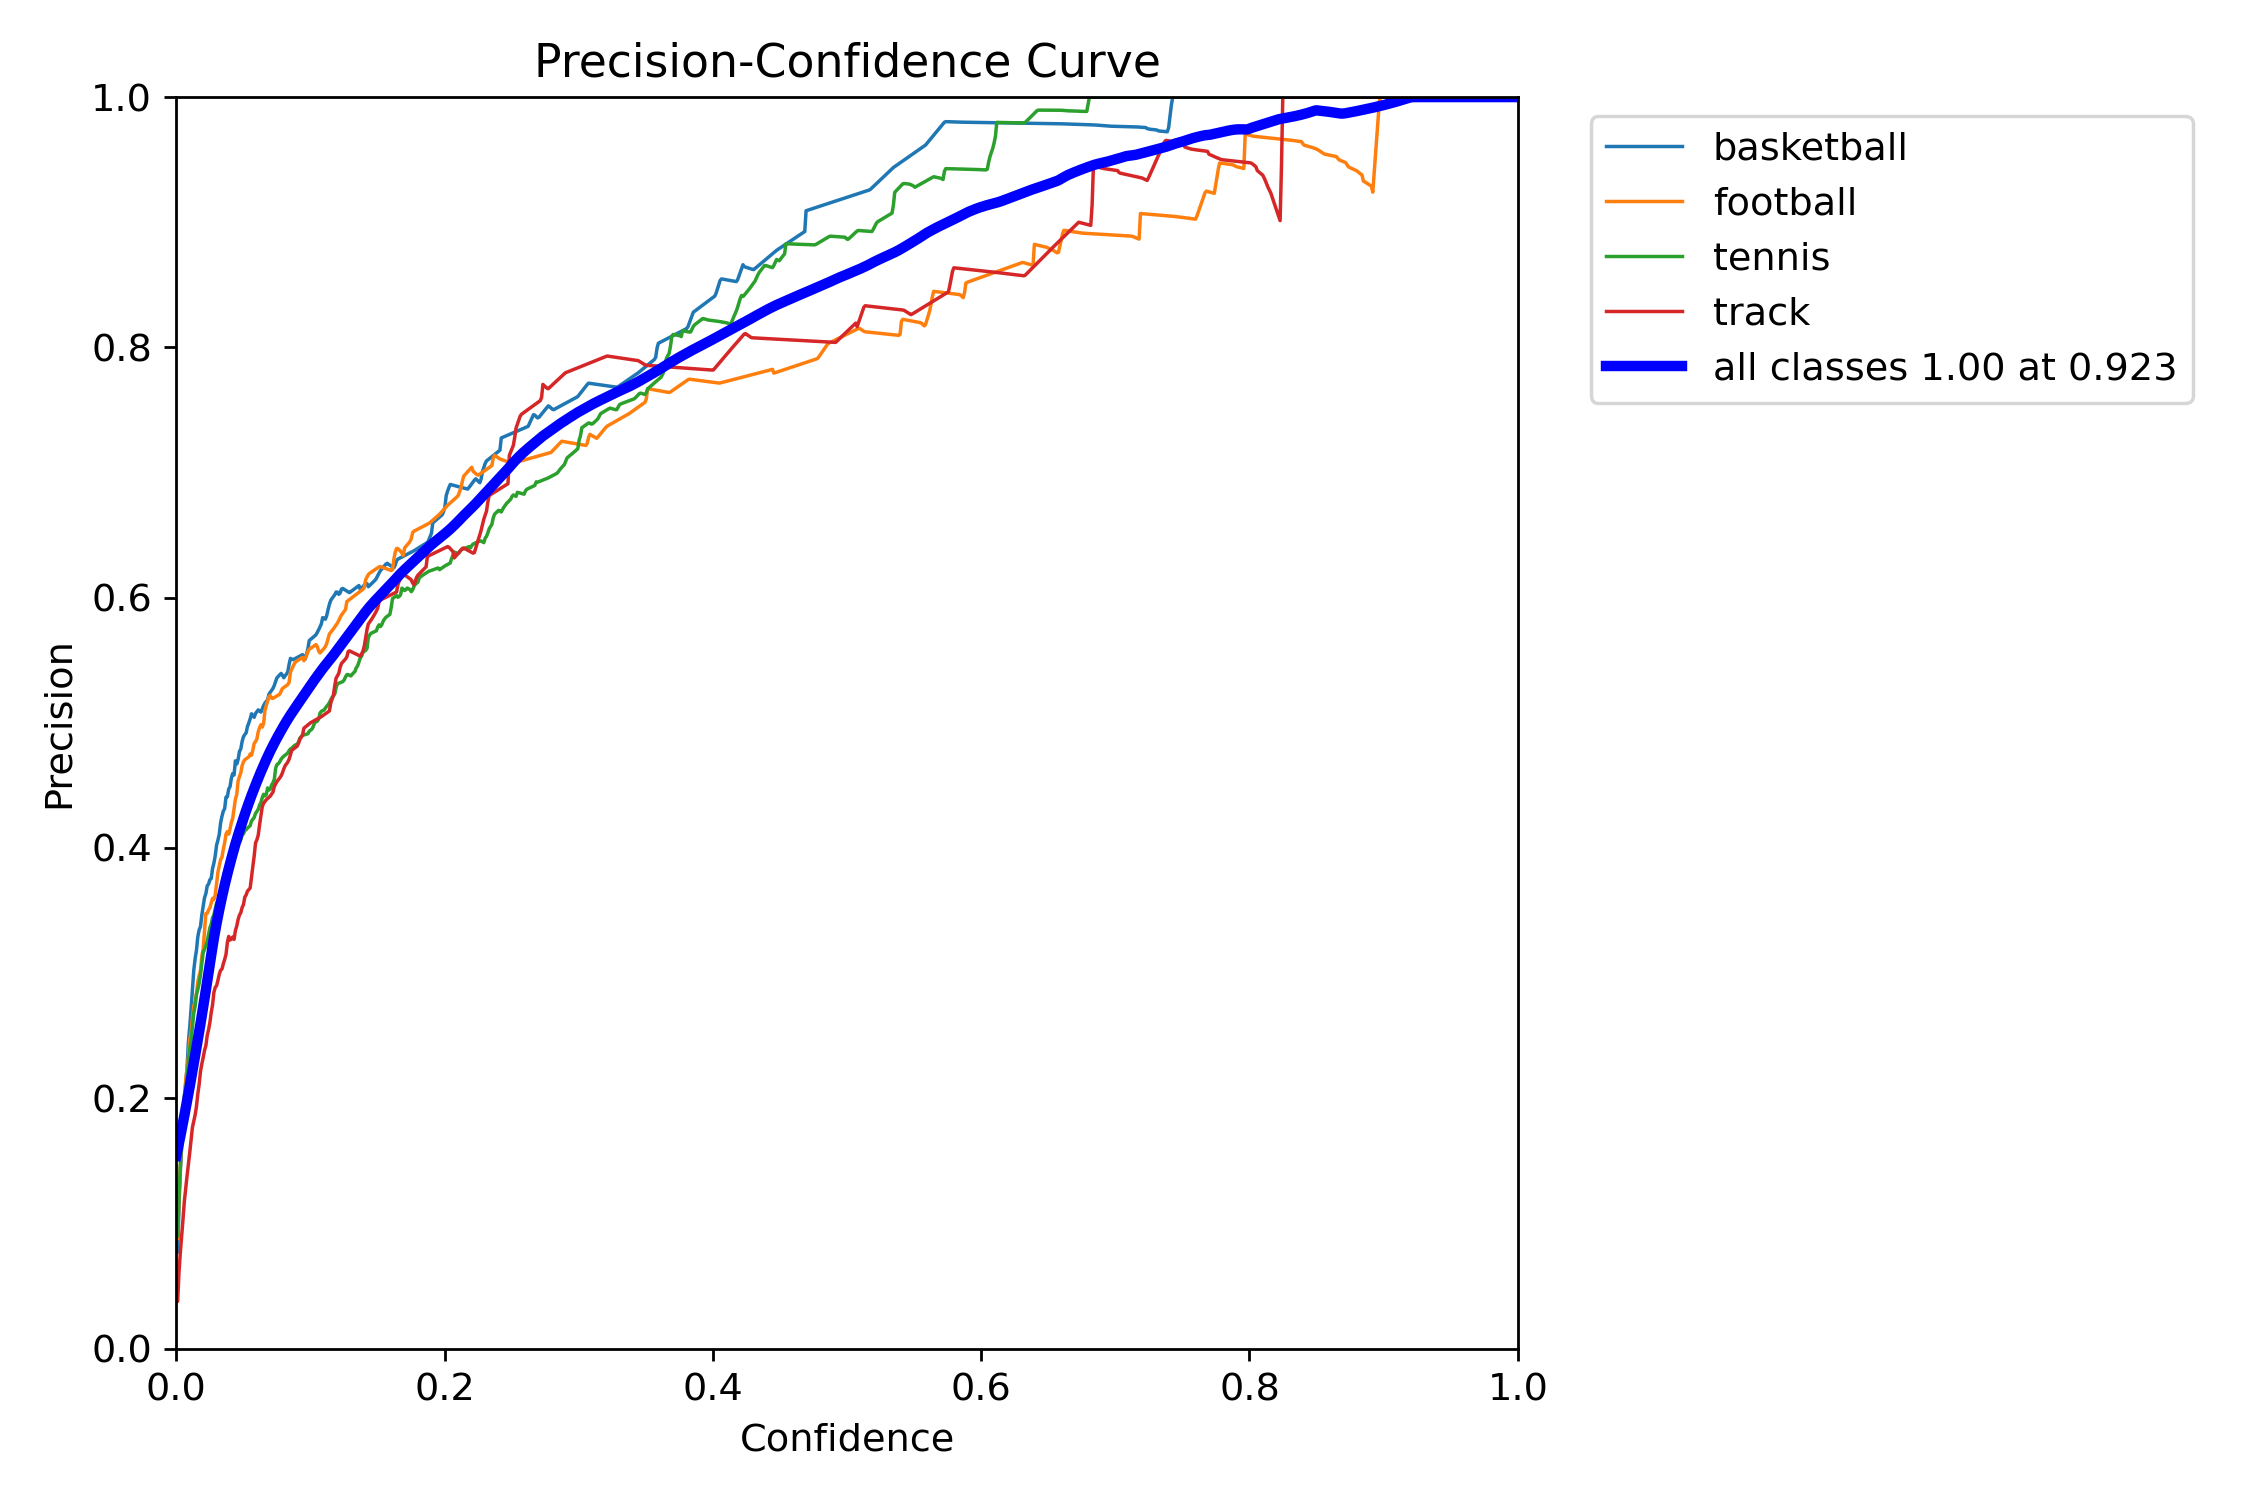 Precision-Confidence Curve
1.0
0.8
0.6
0.4
0.2
0.0
Precision
0.0 0.2 0.4 0.6 0.8 1.0
Confidence
basketball
football
tennis
track
all classes 1.00 at 0.923